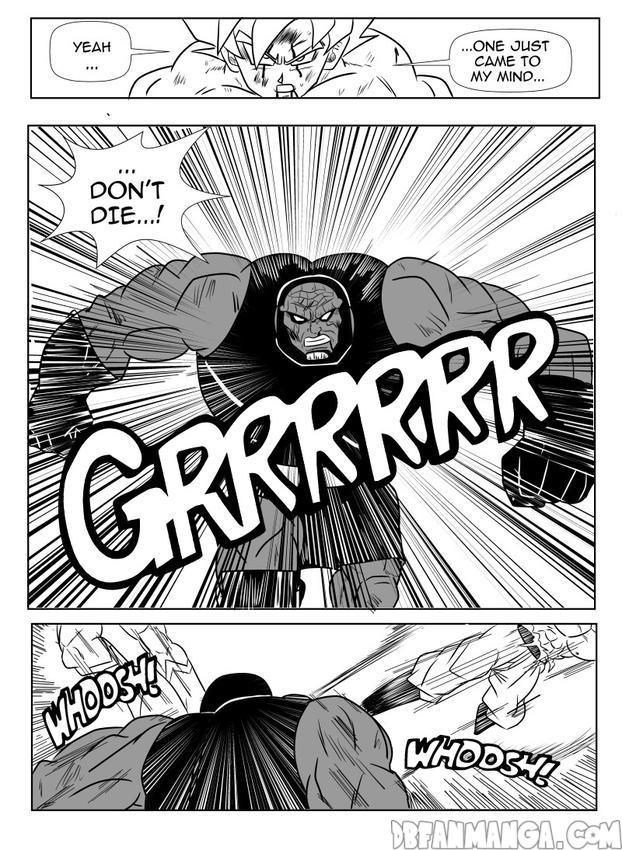 YEAH
...
...ONE JUST
CAME TO
MY MIND...
...
DON'T
DIE...!
GRRRRRR
WHOOSH!
WHOOSH!
DBFANMANGA.COM